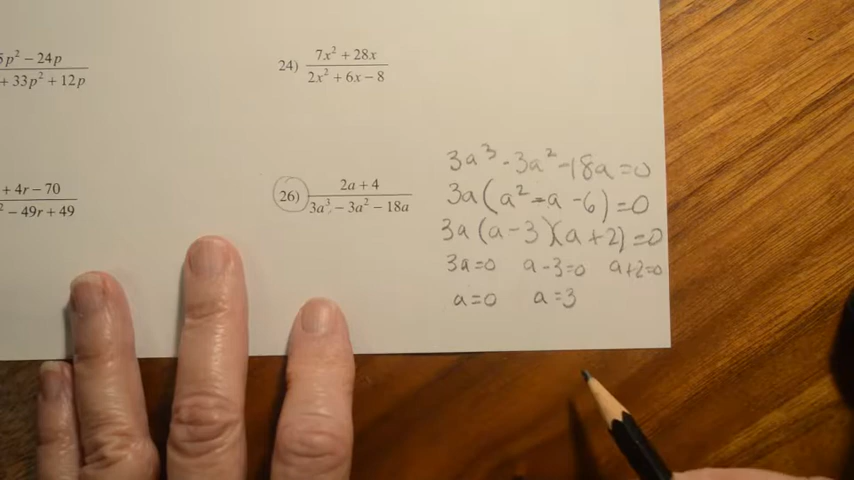 5p² − 24p
+ 33p² + 12p
24) 7x² + 28x
2x² + 6x − 8
+ 4r − 70
² − 49r + 49
26) 2a + 4
3a³ − 3a² − 18a
3a³ - 3a² - 18a = 0
3a(a² - a - 6) = 0
3a(a - 3)(a + 2) = 0
3a=0 a-3=0 a+2=0
a=0 a=3